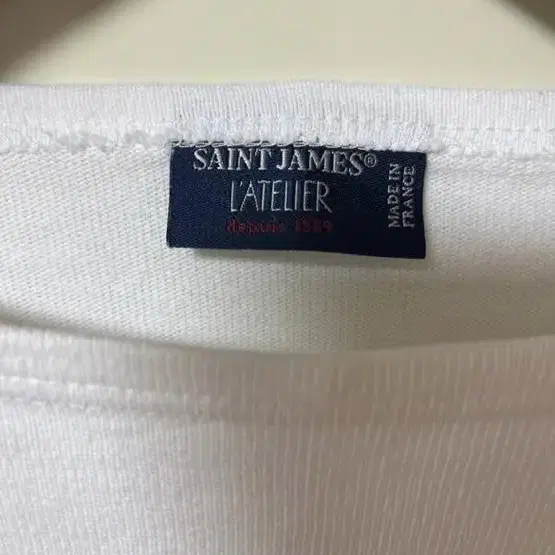 SAINT JAMES®
L'ATELIER
depuis 1889
MADE IN
FRANCE